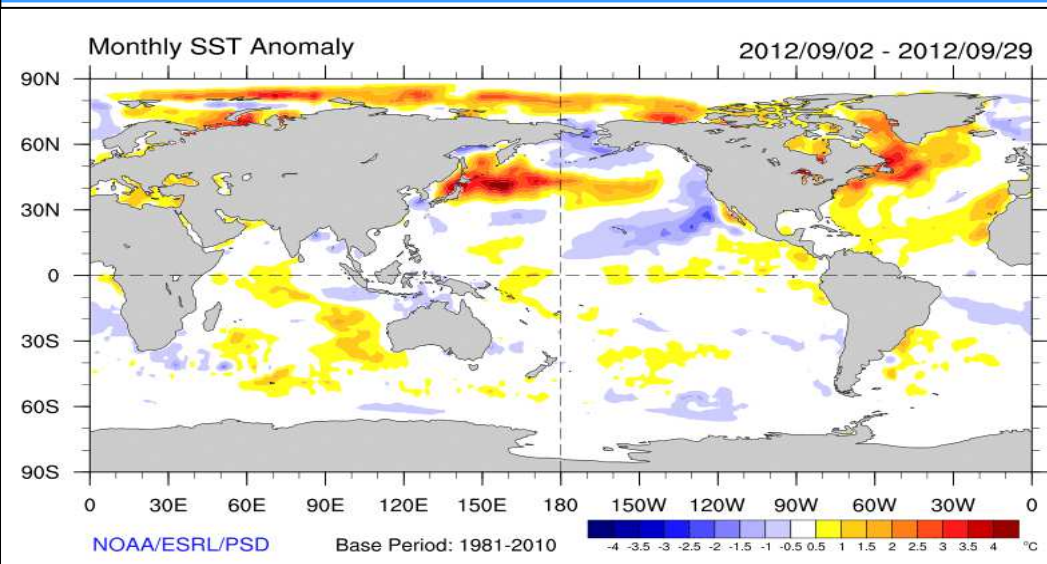 Monthly SST Anomaly 2012/09/02 - 2012/09/29
90N
60N
30N
0
30S
60S
90S
0 30E 60E 90E 120E 150E 180 150W 120W 90W 60W 30W 0
NOAA/ESRL/PSD Base Period: 1981-2010
-4 -3.5 -3 -2.5 -2 -1.5 -1 -0.5 0.5 1 1.5 2 2.5 3 3.5 4 °C